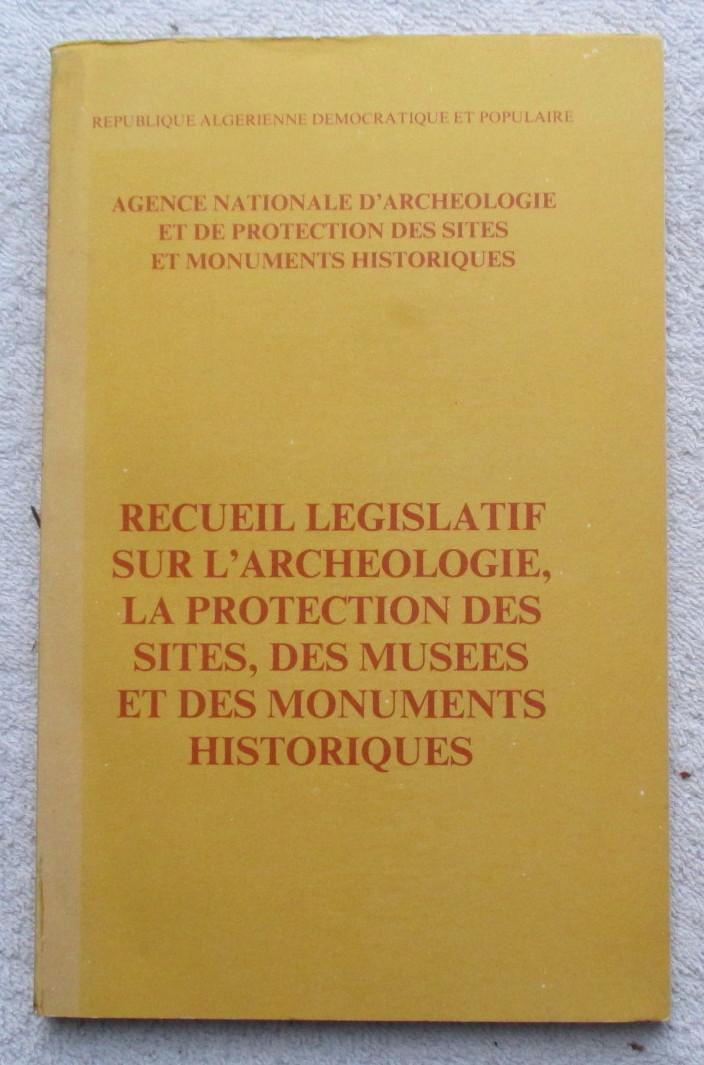 REPUBLIQUE ALGERIENNE DEMOCRATIQUE ET POPULAIRE
AGENCE NATIONALE D'ARCHEOLOGIE
ET DE PROTECTION DES SITES
ET MONUMENTS HISTORIQUES
RECUEIL LEGISLATIF
SUR L'ARCHEOLOGIE,
LA PROTECTION DES
SITES, DES MUSEES
ET DES MONUMENTS
HISTORIQUES